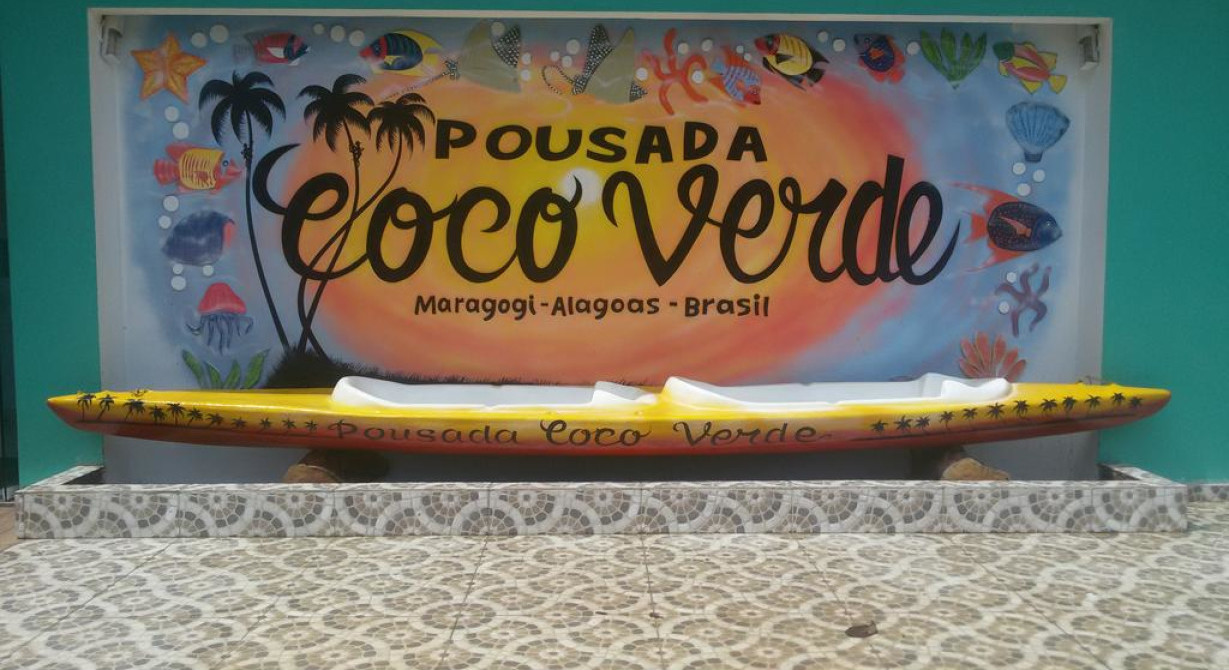 POUSADA
Coco Verde
Maragogi - Alagoas - Brasil
Pousada Coco Verde